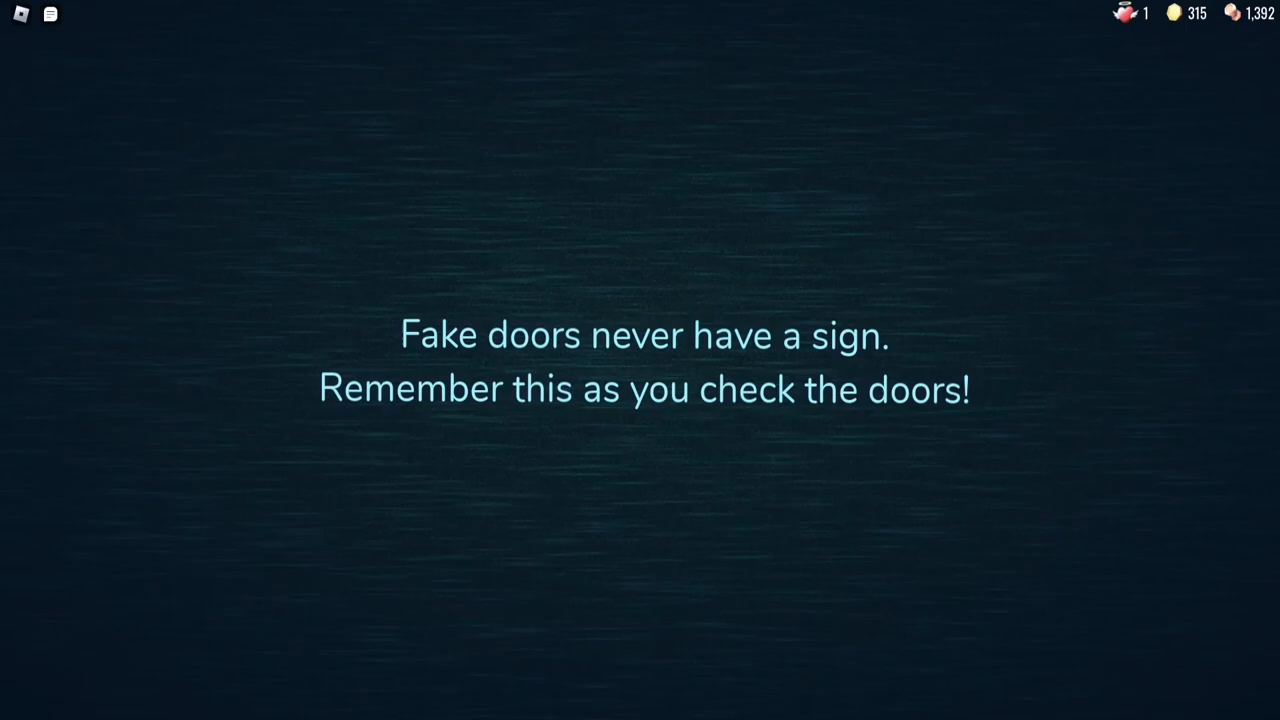 1 315 1,392
Fake doors never have a sign.
Remember this as you check the doors!